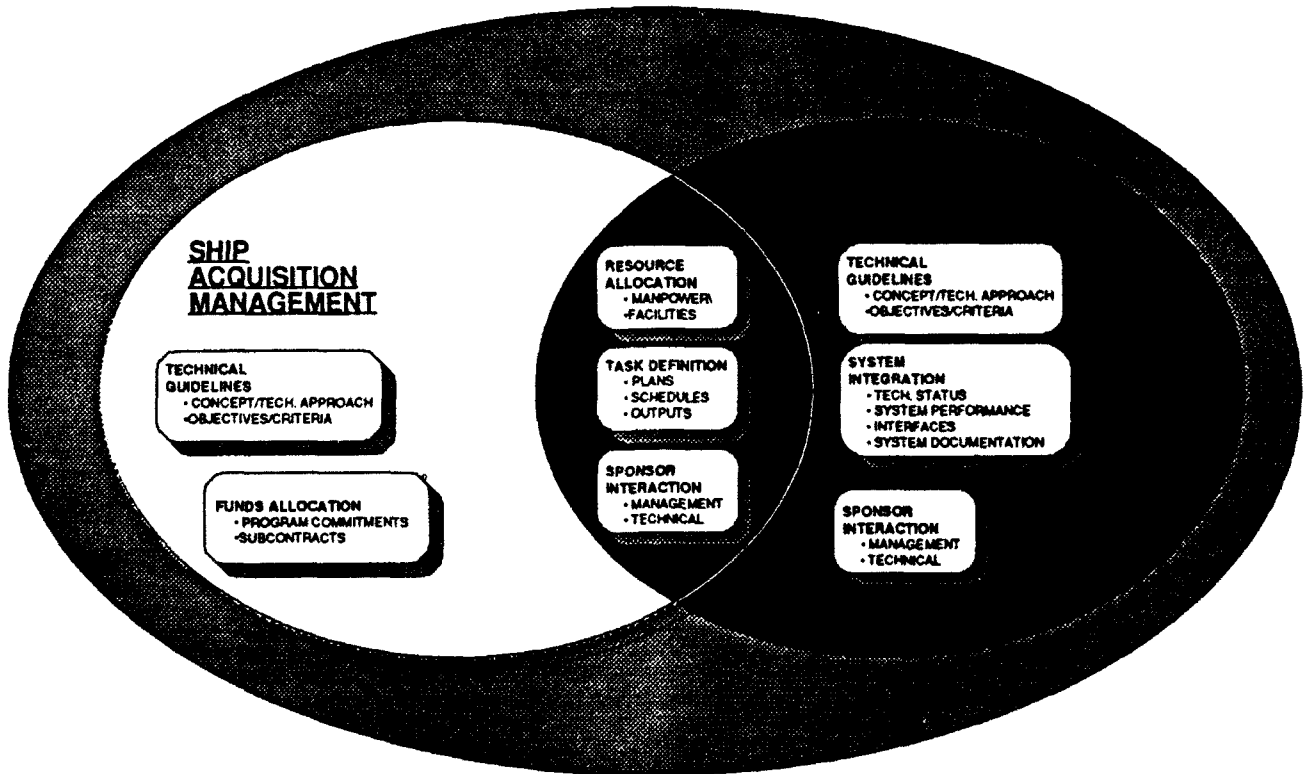 SHIP
ACQUISITION
MANAGEMENT
TECHNICAL
GUIDELINES
• CONCEPT/TECH. APPROACH
•OBJECTIVES/CRITERIA
FUNDS ALLOCATION
• PROGRAM COMMITMENTS
•SUBCONTRACTS
RESOURCE
ALLOCATION
• MANPOWER\
•FACILITIES
TASK DEFINITION
• PLANS
• SCHEDULES
• OUTPUTS
SPONSOR
INTERACTION
• MANAGEMENT
• TECHNICAL
TECHNICAL
GUIDELINES
• CONCEPT/TECH. APPROACH
•OBJECTIVES/CRITERIA
SYSTEM
INTEGRATION
• TECH. STATUS
• SYSTEM PERFORMANCE
• INTERFACES
• SYSTEM DOCUMENTATION
SPONSOR
INTERACTION
• MANAGEMENT
• TECHNICAL